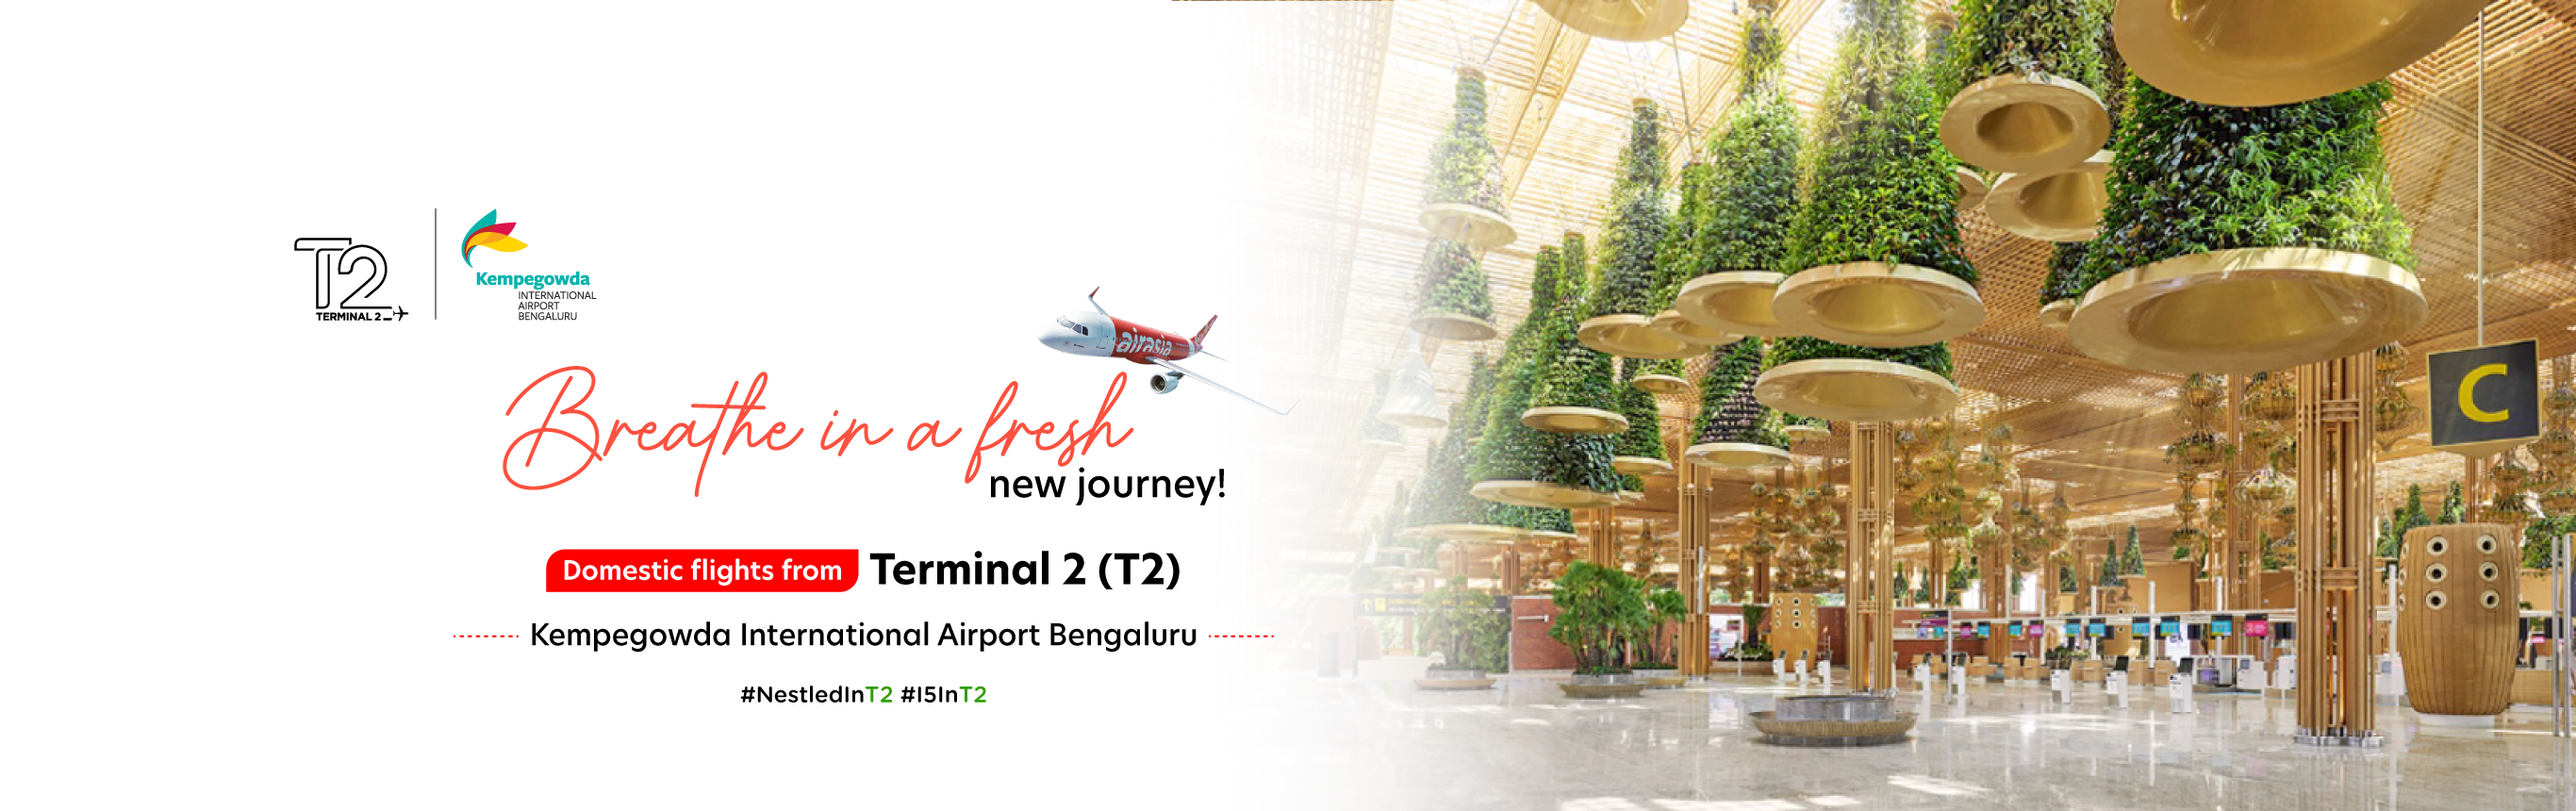 T2
TERMINAL 2
Kempegowda
INTERNATIONAL
AIRPORT
BENGALURU
airasia
Breathe in a fresh
new journey!
Domestic flights from Terminal 2 (T2)
Kempegowda International Airport Bengaluru
#NestledInT2 #I5InT2
C